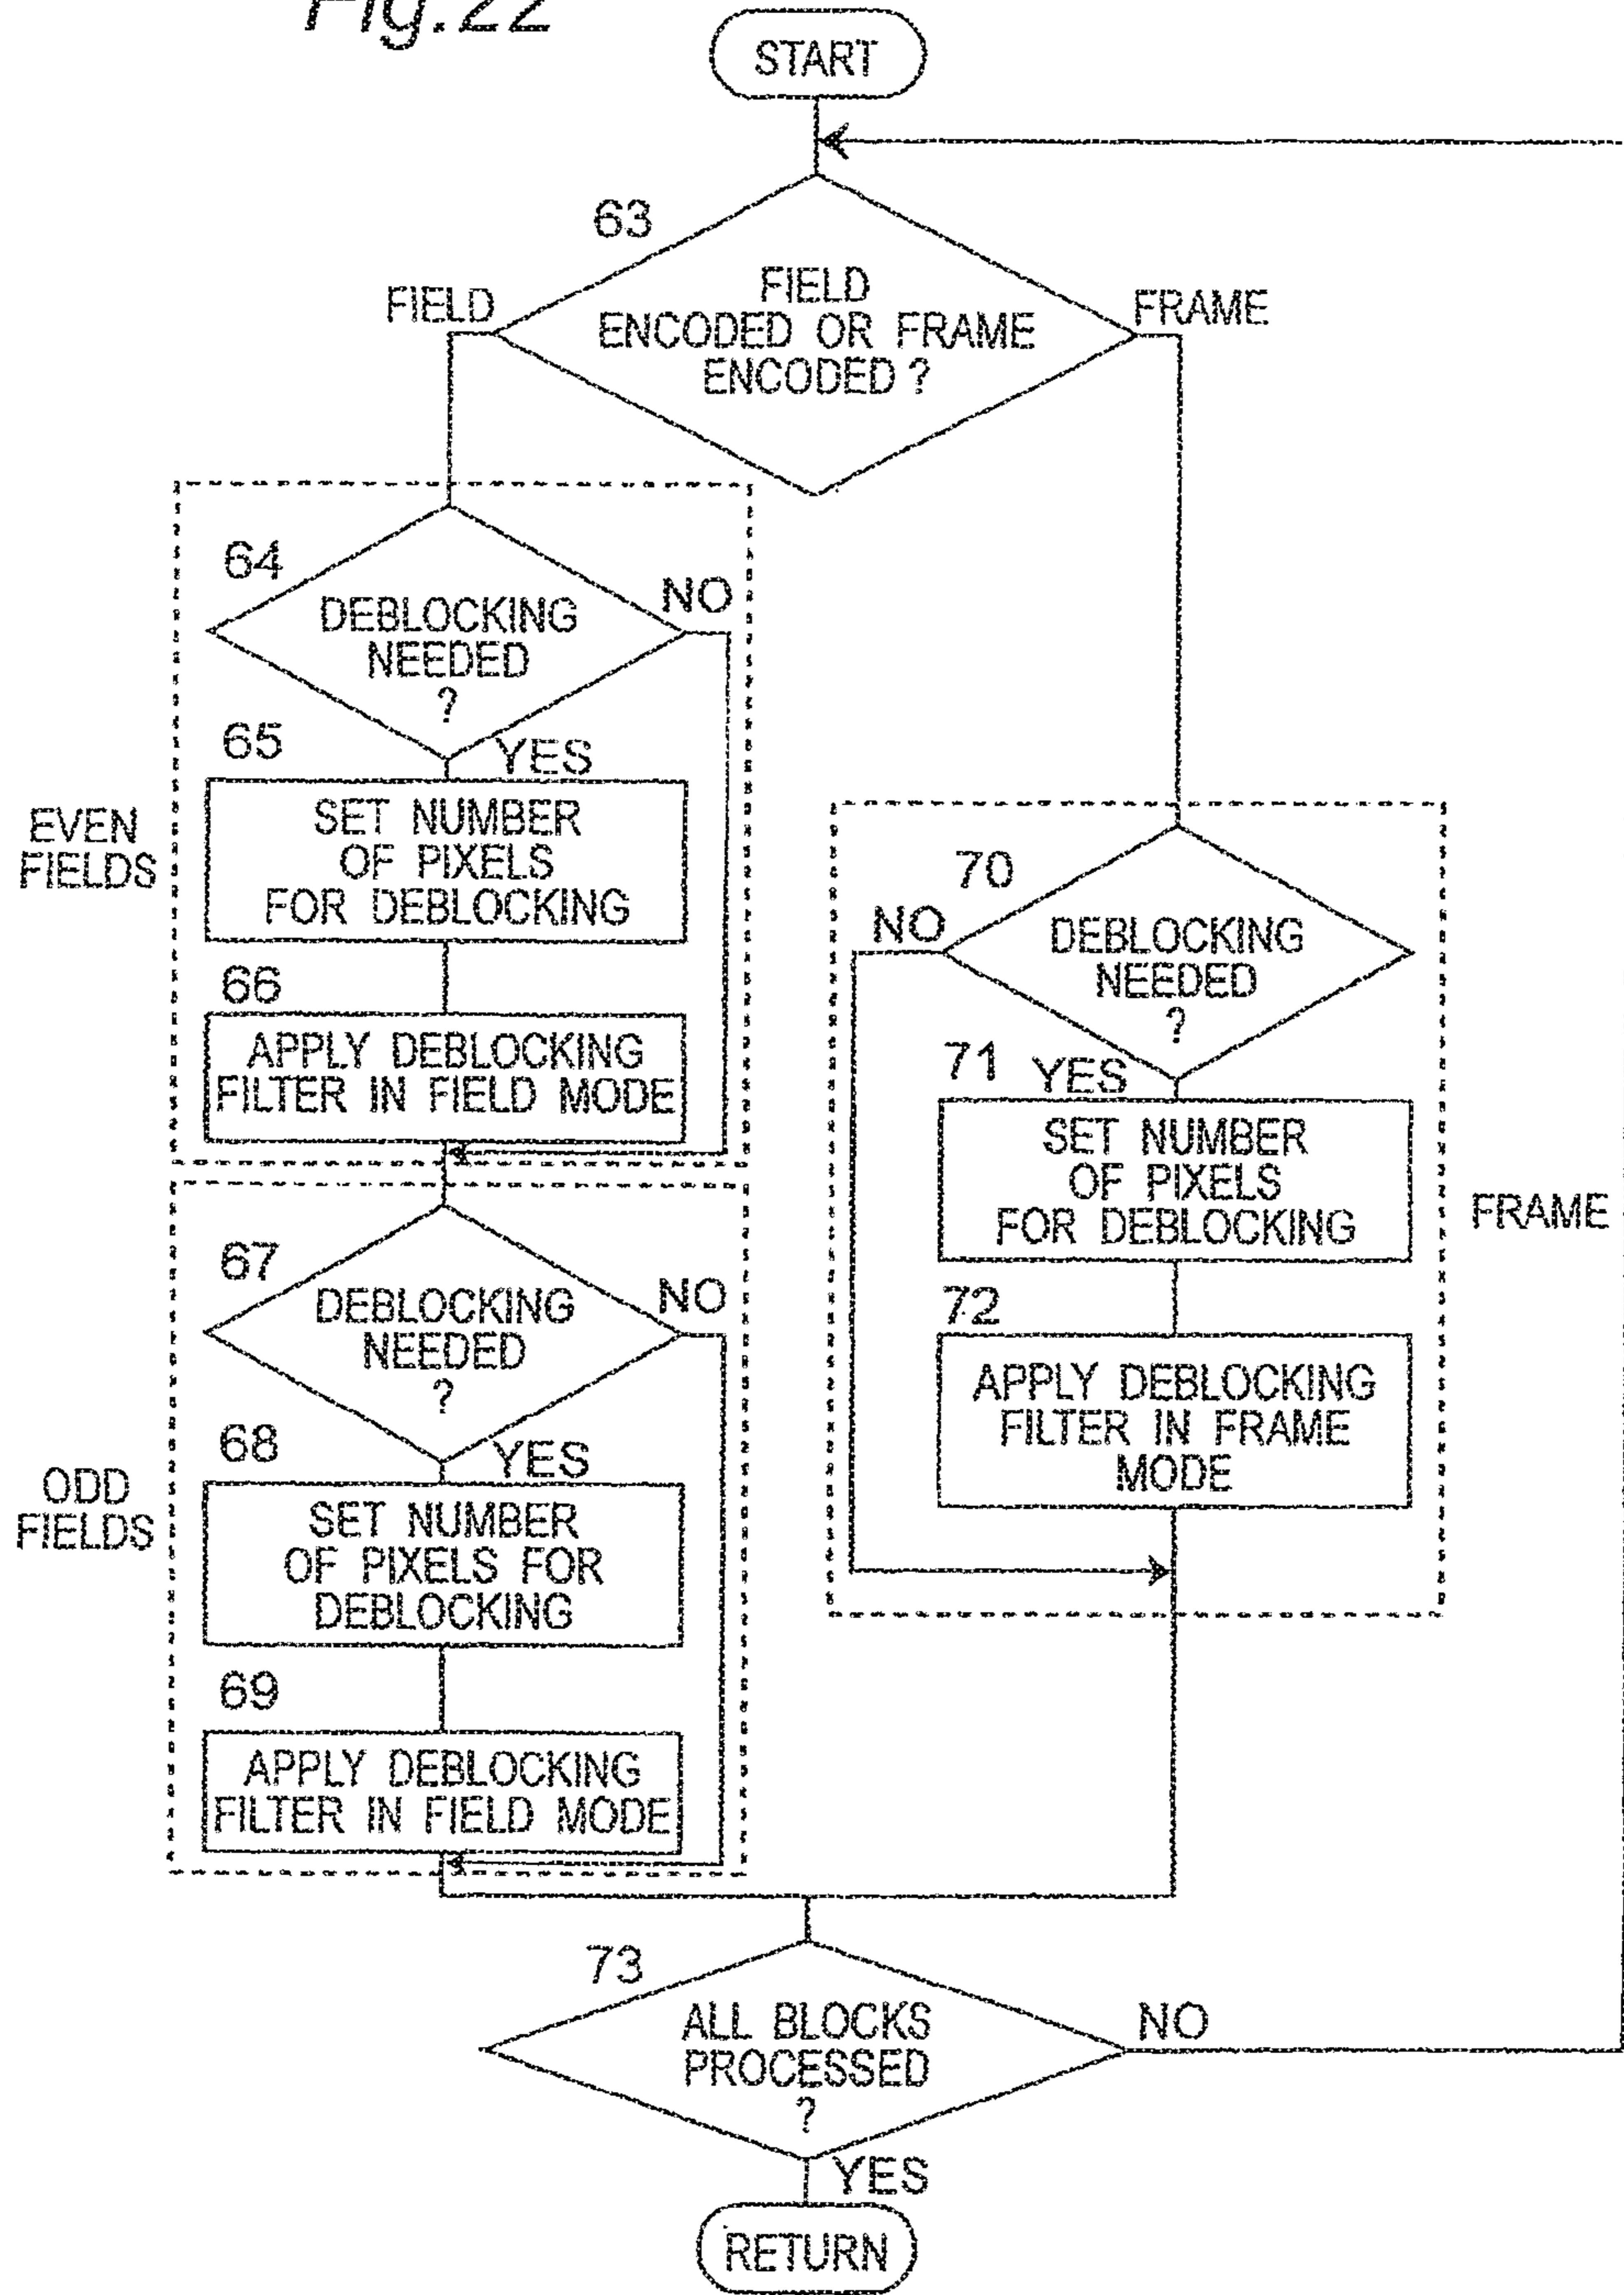 Fig.22
START
63
FIELD
ENCODED OR FRAME
ENCODED ?
FIELD
FRAME
64
DEBLOCKING
NEEDED
?
NO
YES
65
SET NUMBER
OF PIXELS
FOR DEBLOCKING
EVEN
FIELDS
66
APPLY DEBLOCKING
FILTER IN FIELD MODE
67
DEBLOCKING
NEEDED
?
NO
YES
68
SET NUMBER
OF PIXELS FOR
DEBLOCKING
ODD
FIELDS
69
APPLY DEBLOCKING
FILTER IN FIELD MODE
70
DEBLOCKING
NEEDED
?
NO
YES
71
SET NUMBER
OF PIXELS
FOR DEBLOCKING
FRAME
72
APPLY DEBLOCKING
FILTER IN FRAME
MODE
73
ALL BLOCKS
PROCESSED
?
NO
YES
RETURN